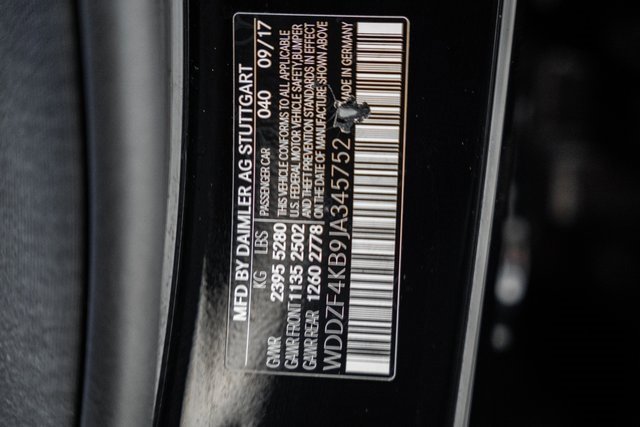 MFD BY DAIMLER AG STUTTGART
KG LBS PASSENGER CAR 040 09/17
GVWR 2395 5280 THIS VEHICLE CONFORMS TO ALL APPLICABLE
GAWR FRONT 1135 2502 U.S. FEDERAL MOTOR VEHICLE SAFETY BUMPER
AND THEFT PREVENTION STANDARDS IN EFFECT
GAWR REAR 1260 2778 ON THE DATE OF MANUFACTURE SHOWN ABOVE
WDDZF4KB9JA345752 MADE IN GERMANY